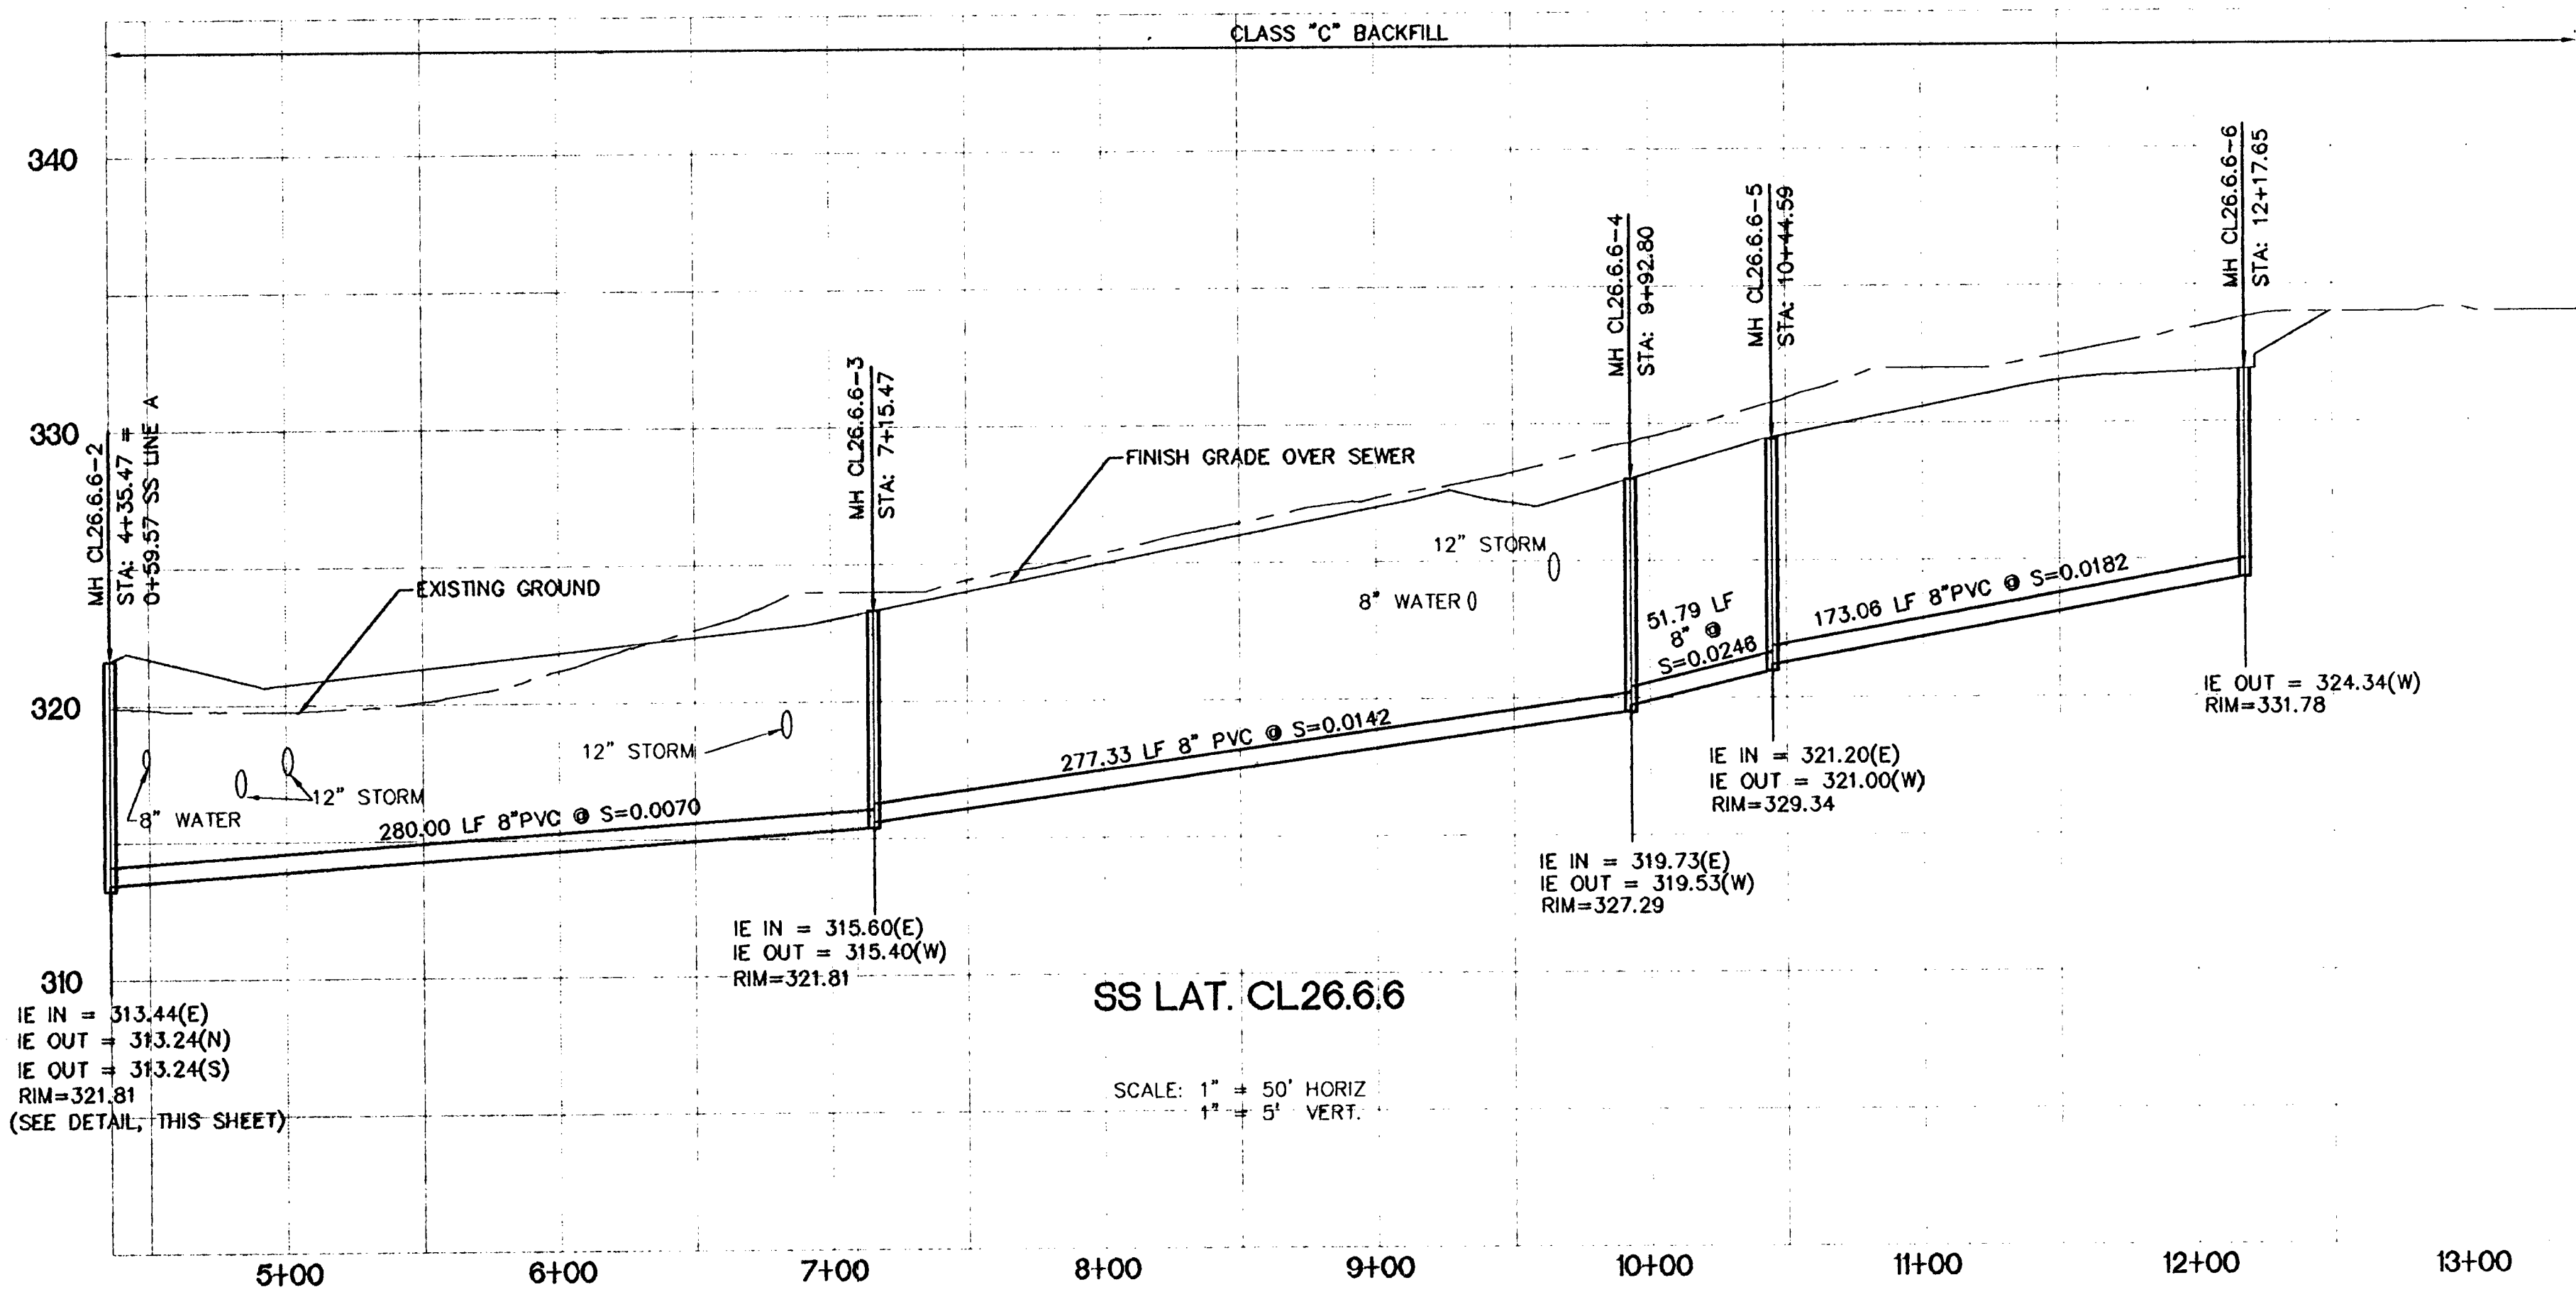 CLASS "C" BACKFILL
340
330
320
310
MH CL26.6.6-2
STA: 4+35.47 =
0+59.57 SS LINE A
MH CL26.6.6-3
STA: 7+15.47
MH CL26.6.6-4
STA: 9+92.80
MH CL26.6.6-5
STA: 10+44.59
MH CL26.6.6-6
STA: 12+17.65
EXISTING GROUND
FINISH GRADE OVER SEWER
12" STORM
8" WATER
12" STORM
8" WATER
12" STORM
280.00 LF 8"PVC @ S=0.0070
277.33 LF 8" PVC @ S=0.0142
51.79 LF
8" @
S=0.0246
173.06 LF 8"PVC @ S=0.0182
IE IN = 313.44(E)
IE OUT = 313.24(N)
IE OUT = 313.24(S)
RIM=321.81
(SEE DETAIL, THIS SHEET)
IE IN = 315.60(E)
IE OUT = 315.40(W)
RIM=321.81
IE IN = 319.73(E)
IE OUT = 319.53(W)
RIM=327.29
IE IN = 321.20(E)
IE OUT = 321.00(W)
RIM=329.34
IE OUT = 324.34(W)
RIM=331.78
SS LAT. CL26.6.6
SCALE: 1" = 50' HORIZ
1" = 5' VERT.
5+00
6+00
7+00
8+00
9+00
10+00
11+00
12+00
13+00